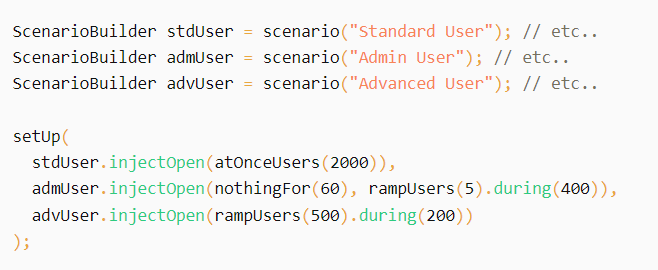 ScenarioBuilder stdUser = scenario("Standard User"); // etc..
ScenarioBuilder admUser = scenario("Admin User"); // etc..
ScenarioBuilder advUser = scenario("Advanced User"); // etc..
setUp(
  stdUser.injectOpen(atOnceUsers(2000)),
  admUser.injectOpen(nothingFor(60), rampUsers(5).during(400)),
  advUser.injectOpen(rampUsers(500).during(200))
);